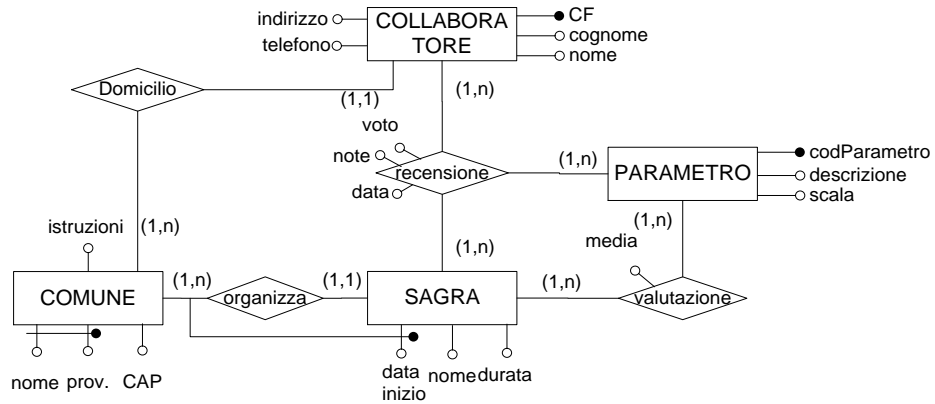 indirizzo
COLLABORA
TORE
CF
cognome
telefono
nome
Domicilio
(1,1)
(1,n)
voto
note
recensione
(1,n)
PARAMETRO
codParametro
descrizione
scala
data
(1,n)
istruzioni
(1,n)
(1,n)
media
COMUNE
(1,n)
organizza
(1,1)
SAGRA
(1,n)
valutazione
nome
prov.
CAP
data
inizio
nome
durata